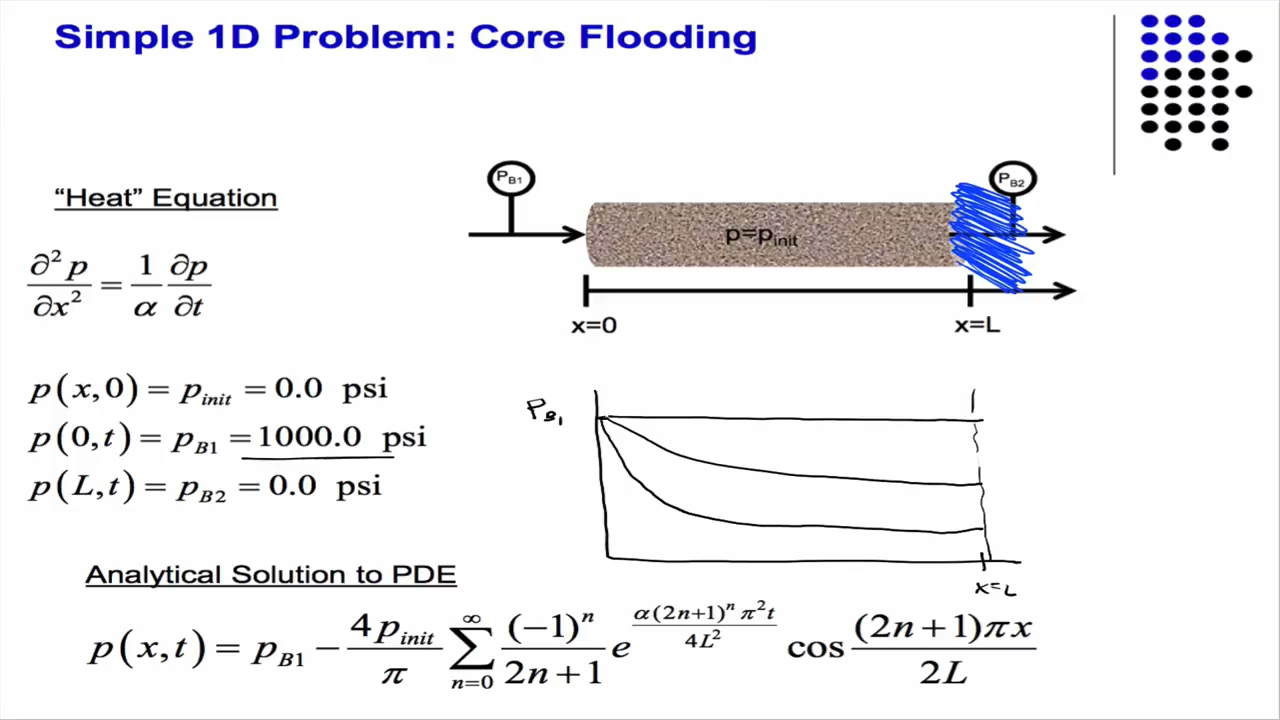 Simple 1D Problem: Core Flooding
P_B1
P_B2
"Heat" Equation
p=p_init
∂²p/∂x² = 1/α ∂p/∂t
x=0
x=L
p(x,0) = p_init = 0.0 psi
P_B1
p(0,t) = p_B1 = 1000.0 psi
p(L,t) = p_B2 = 0.0 psi
Analytical Solution to PDE
x=L
p(x,t) = p_B1 − 4p_init/π ∑_{n=0}^{∞} (−1)^n/(2n+1) e^{α(2n+1)^n π² t/4L²} cos (2n+1)πx/2L